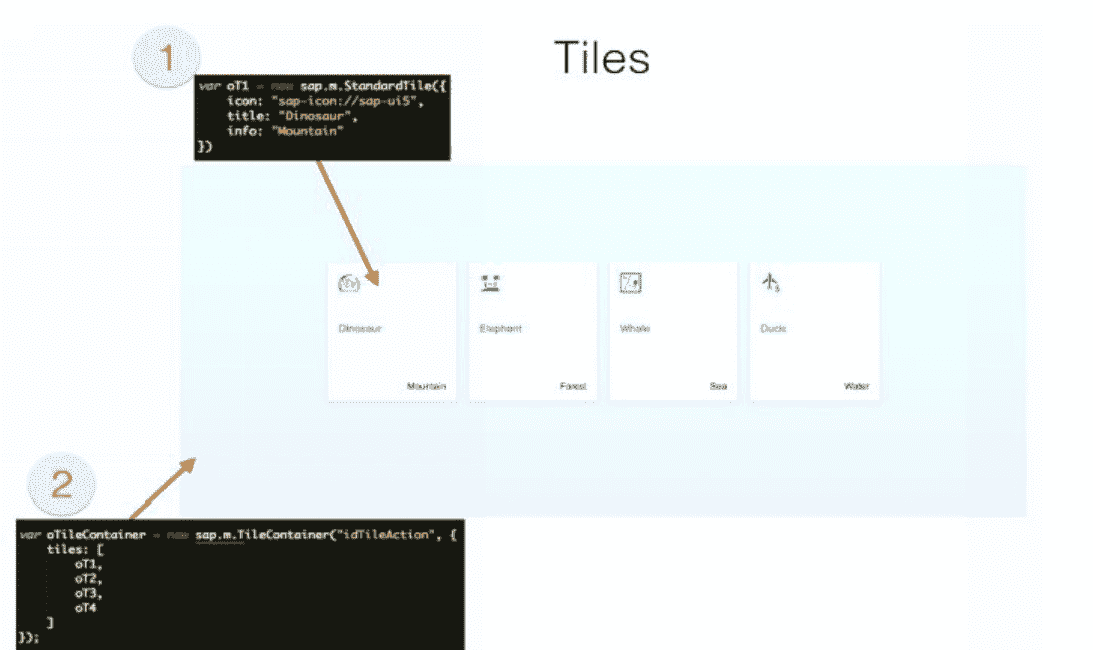 Tiles
1
var oT1 = new sap.m.StandardTile({
icon: "sap-icon://sap-ui5",
title: "Dinosaur",
info: "Mountain"
})
Dinosaur
Elephant
Whale
Duck
Mountain
Forest
Sea
Water
2
var oTileContainer = new sap.m.TileContainer("idTileAction", {
tiles: [
oT1,
oT2,
oT3,
oT4
]
});